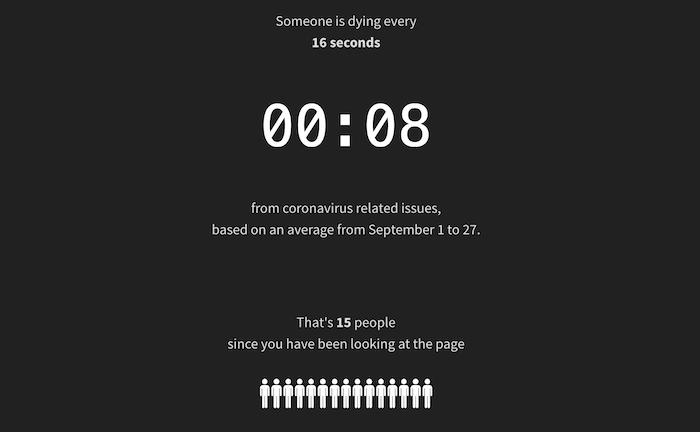 Someone is dying every
16 seconds
00:08
from coronavirus related issues,
based on an average from September 1 to 27.
That's 15 people
since you have been looking at the page